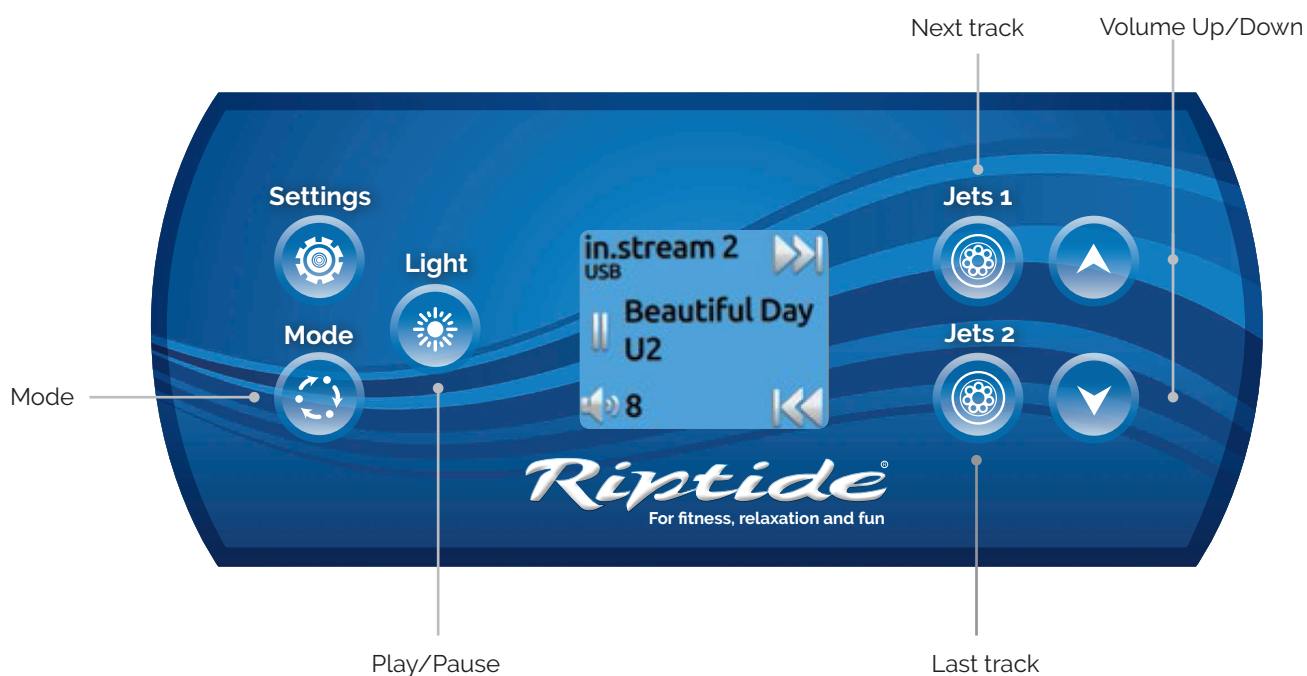 Next track
Volume Up/Down
Settings
Jets 1
Light
in.stream 2
USB
Beautiful Day
U2
8
Mode
Jets 2
Mode
Riptide®
For fitness, relaxation and fun
Play/Pause
Last track